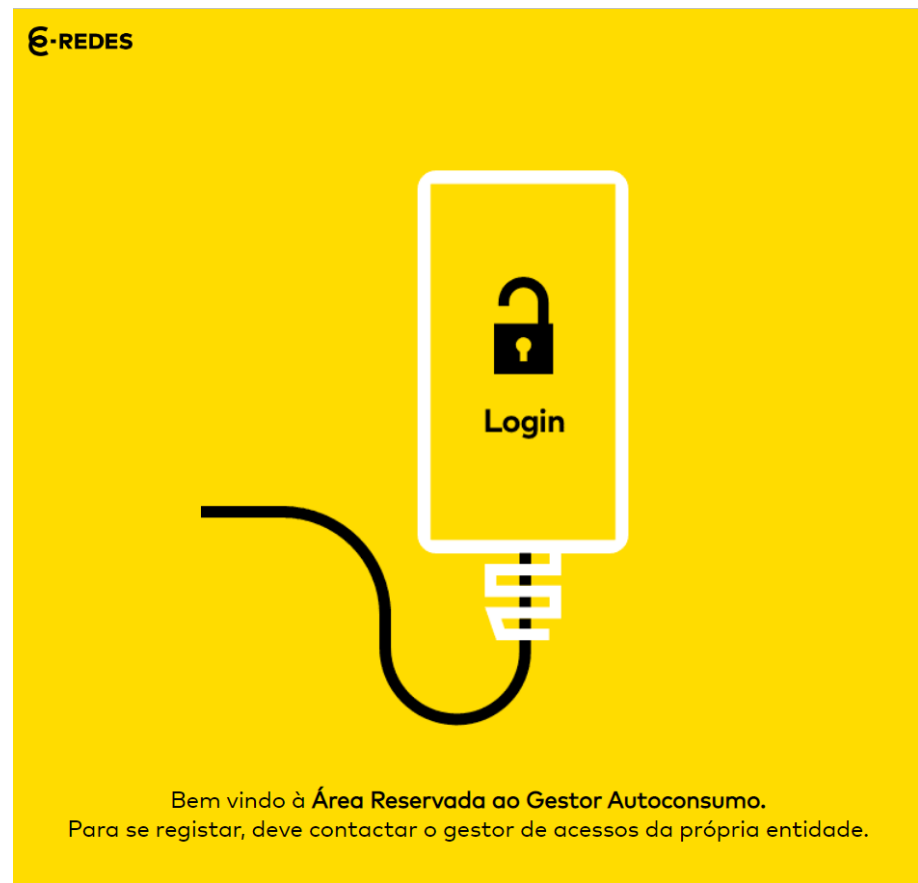 E-REDES
Login
Bem vindo à Área Reservada ao Gestor Autoconsumo.
Para se registar, deve contactar o gestor de acessos da própria entidade.